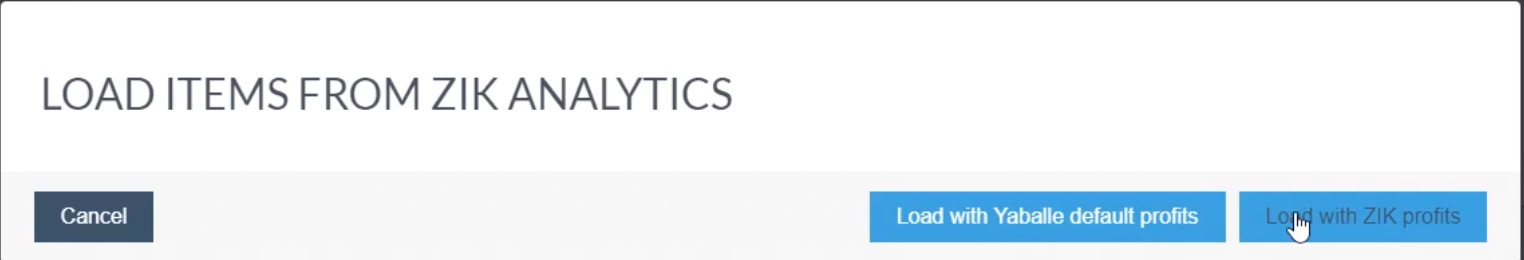 LOAD ITEMS FROM ZIK ANALYTICS
Cancel
Load with Yaballe default profits
Load with ZIK profits